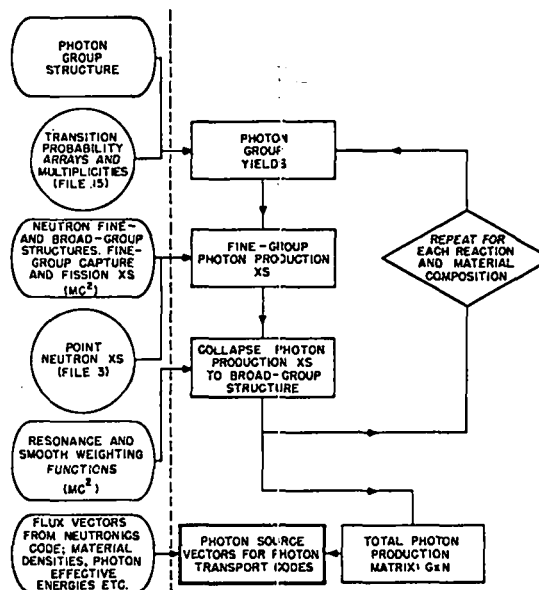 PHOTON
GROUP
STRUCTURE
TRANSITION
PROBABILITY
ARRAYS AND
MULTIPLICITIES
(FILE 15)
NEUTRON FINE-
AND BROAD-GROUP
STRUCTURES. FINE-
GROUP CAPTURE
AND FISSION XS
(MC²)
POINT
NEUTRON XS
(FILE 3)
RESONANCE AND
SMOOTH WEIGHTING
FUNCTIONS
(MC²)
FLUX VECTORS
FROM NEUTRONICS
CODE; MATERIAL
DENSITIES, PHOTON
EFFECTIVE
ENERGIES ETC.
PHOTON
GROUP
YIELDS
FINE-GROUP
PHOTON PRODUCTION
XS
COLLAPSE PHOTON
PRODUCTION XS
TO BROAD-GROUP
STRUCTURE
REPEAT FOR
EACH REACTION
AND MATERIAL
COMPOSITION
PHOTON SOURCE
VECTORS FOR PHOTON
TRANSPORT CODES
TOTAL PHOTON
PRODUCTION
MATRIX: G×N